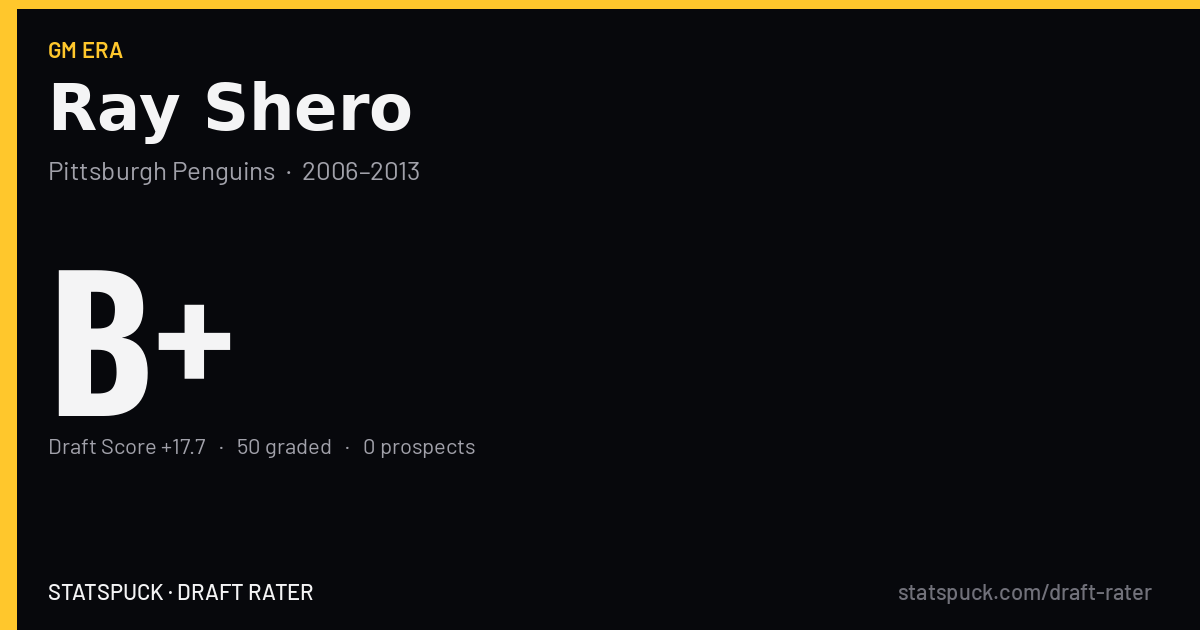 GM ERA
Ray Shero
Pittsburgh Penguins · 2006–2013
B+
Draft Score +17.7 · 50 graded · 0 prospects
STATSPUCK · DRAFT RATER
statspuck.com/draft-rater